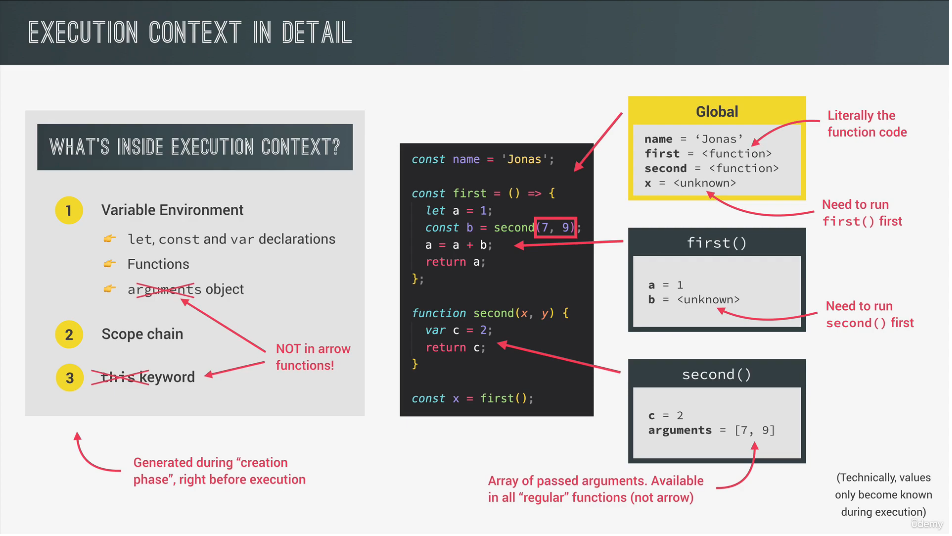 EXECUTION CONTEXT IN DETAIL
WHAT'S INSIDE EXECUTION CONTEXT?
1
Variable Environment
let, const and var declarations
Functions
arguments object
2
Scope chain
3
this keyword
NOT in arrow
functions!
Generated during “creation
phase”, right before execution
const name = 'Jonas';
const first = () => {
let a = 1;
const b = second(7, 9);
a = a + b;
return a;
};
function second(x, y) {
var c = 2;
return c;
}
const x = first();
Global
name = ‘Jonas’
first = <function>
second = <function>
x = <unknown>
Literally the
function code
Need to run
first() first
first()
a = 1
b = <unknown>
Need to run
second() first
second()
c = 2
arguments = [7, 9]
Array of passed arguments. Available
in all “regular” functions (not arrow)
(Technically, values
only become known
during execution)
ûdemy